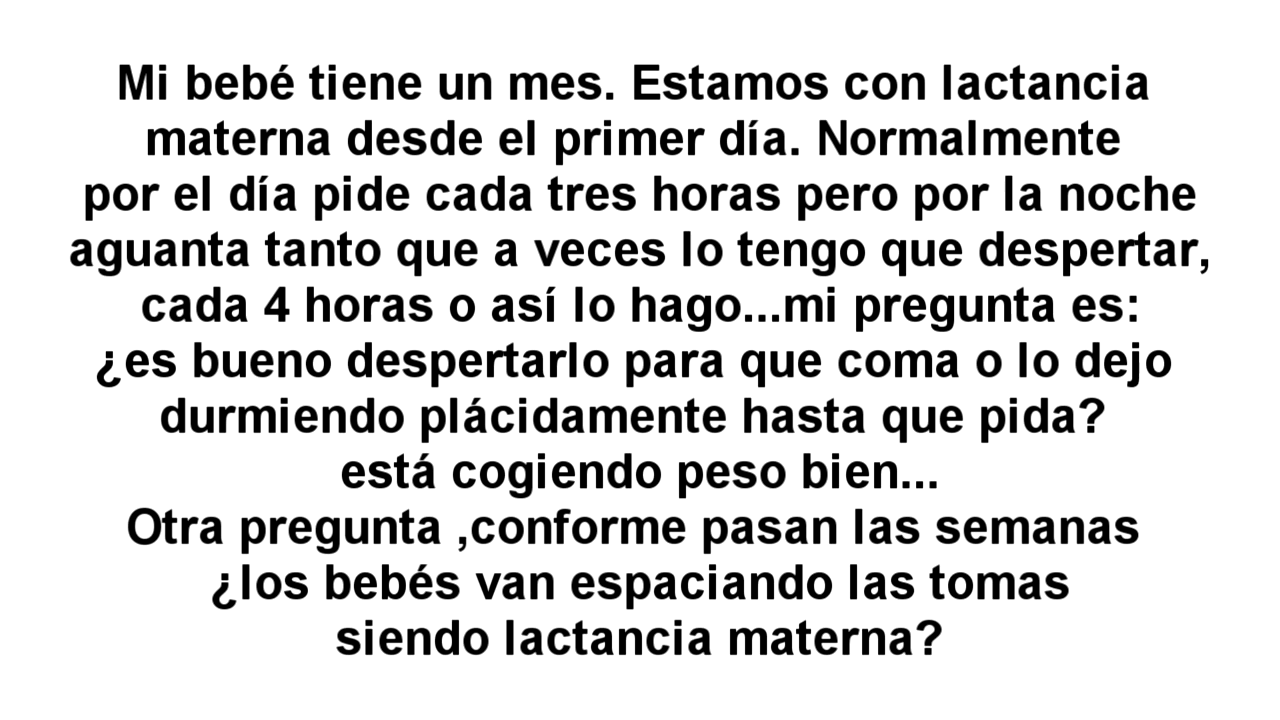 Mi bebé tiene un mes. Estamos con lactancia
materna desde el primer día. Normalmente
por el día pide cada tres horas pero por la noche
aguanta tanto que a veces lo tengo que despertar,
cada 4 horas o así lo hago...mi pregunta es:
¿es bueno despertarlo para que coma o lo dejo
durmiendo plácidamente hasta que pida?
está cogiendo peso bien...
Otra pregunta ,conforme pasan las semanas
¿los bebés van espaciando las tomas
siendo lactancia materna?